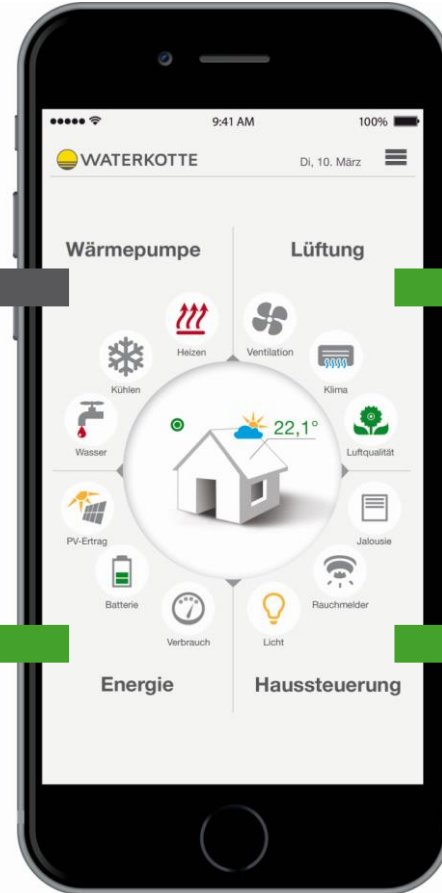 9:41 AM
100%
WATERKOTTE
Di, 10. März
Wärmepumpe
Lüftung
Heizen
Ventilation
Kühlen
Klima
Wasser
22,1°
Luftqualität
PV-Ertrag
Jalousie
Batterie
Rauchmelder
Verbrauch
Licht
Energie
Haussteuerung